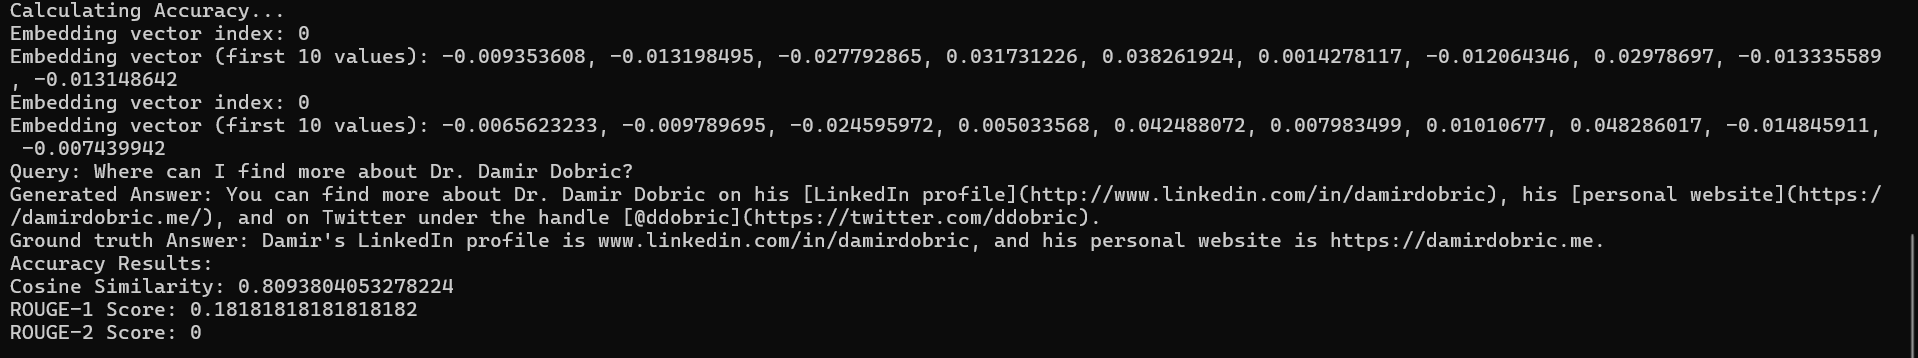 Calculating Accuracy...
Embedding vector index: 0
Embedding vector (first 10 values): -0.009353608, -0.013198495, -0.027792865, 0.031731226, 0.038261924, 0.0014278117, -0.012064346, 0.02978697, -0.013335589
, -0.013148642
Embedding vector index: 0
Embedding vector (first 10 values): -0.0065623233, -0.009789695, -0.024595972, 0.005033568, 0.042488072, 0.007983499, 0.01010677, 0.048286017, -0.014845911,
 -0.007439942
Query: Where can I find more about Dr. Damir Dobric?
Generated Answer: You can find more about Dr. Damir Dobric on his [LinkedIn profile](http://www.linkedin.com/in/damirdobric), his [personal website](https:/
/damirdobric.me/), and on Twitter under the handle [@ddobric](https://twitter.com/ddobric).
Ground truth Answer: Damir's LinkedIn profile is www.linkedin.com/in/damirdobric, and his personal website is https://damirdobric.me.
Accuracy Results:
Cosine Similarity: 0.8093804053278224
ROUGE-1 Score: 0.18181818181818182
ROUGE-2 Score: 0